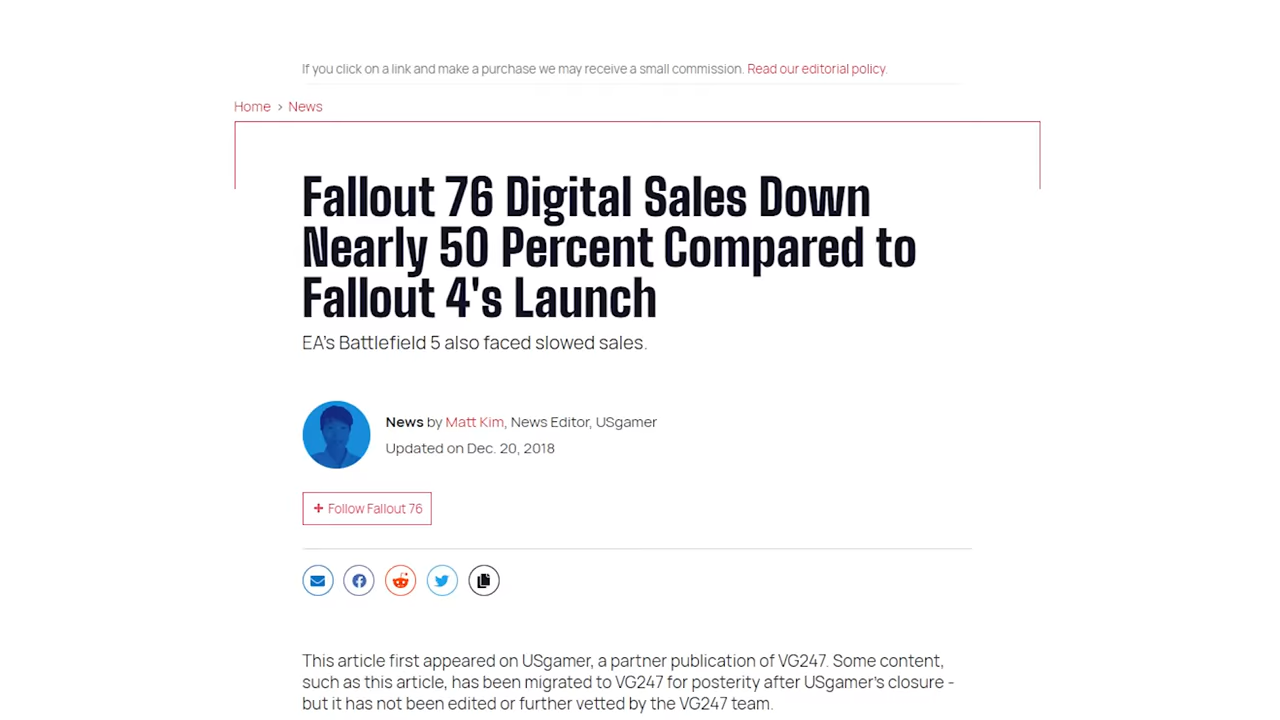 If you click on a link and make a purchase we may receive a small commission. Read our editorial policy.
Home > News
Fallout 76 Digital Sales Down
Nearly 50 Percent Compared to
Fallout 4's Launch
EA's Battlefield 5 also faced slowed sales.
News by Matt Kim, News Editor, USgamer
Updated on Dec. 20, 2018
+ Follow Fallout 76
This article first appeared on USgamer, a partner publication of VG247. Some content,
such as this article, has been migrated to VG247 for posterity after USgamer's closure -
but it has not been edited or further vetted by the VG247 team.